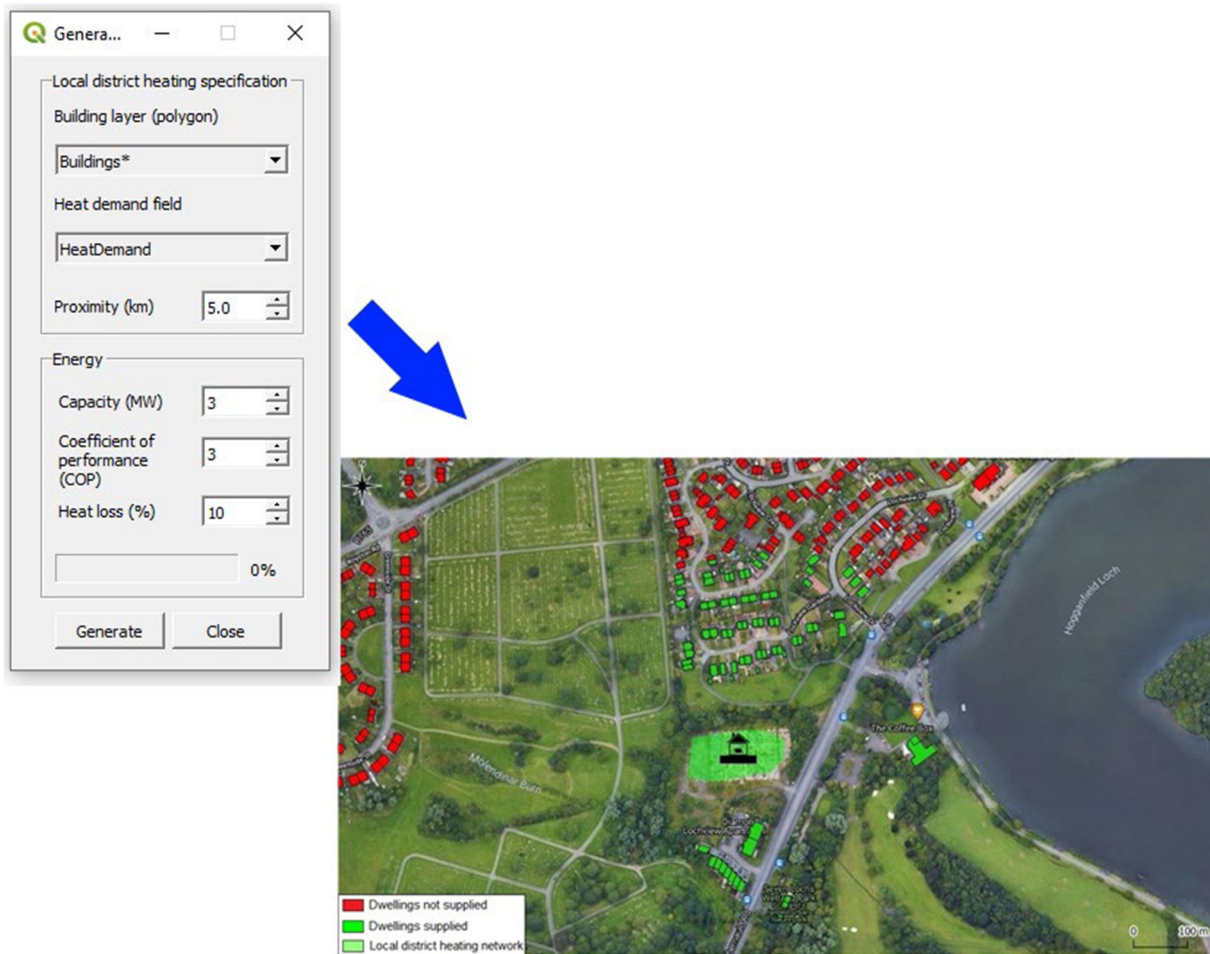 Genera...
Local district heating specification
Building layer (polygon)
Buildings*
Heat demand field
HeatDemand
Proximity (km)
5.0
Energy
Capacity (MW)
3
Coefficient of
performance
(COP)
3
Heat loss (%)
10
0%
Generate
Close
Hogganfield Loch
The Coffee Box
Molendinar Burn
Lochview
Dwellings not supplied
Dwellings supplied
Local district heating network
0
100 m